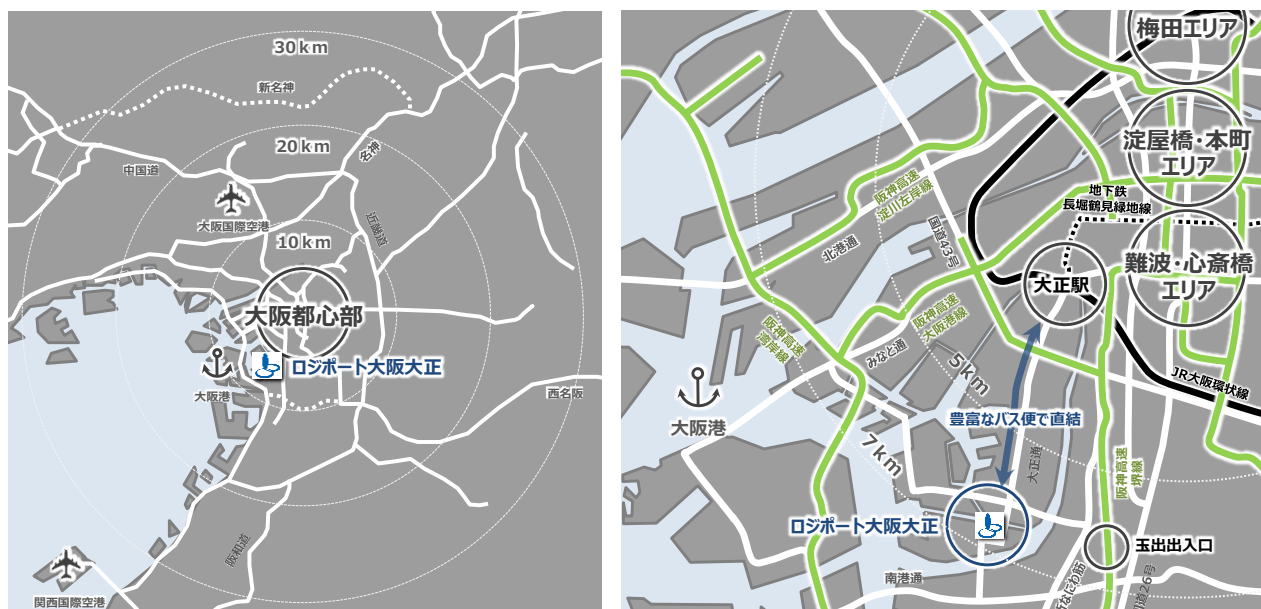 30km
新名神
20km
中国道
名神
大阪国際空港
近畿道
10km
大阪都心部
ロジポート大阪大正
大阪港
西名阪
阪和道
関西国際空港
梅田エリア
淀屋橋・本町
エリア
地下鉄
長堀鶴見緑地線
阪神高速
淀川左岸線
国道43号
北港通
難波・心斎橋
エリア
大正駅
阪神高速
大阪港線
阪神高速
湾岸線
みなと通
5km
JR大阪環状線
大阪港
豊富なバス便で直結
7km
大正通
阪神高速
堺線
ロジポート大阪大正
玉出出入口
南港通
なにわ筋
道26号